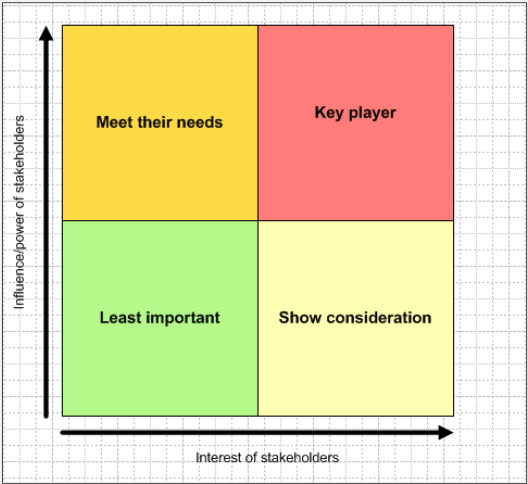 Influence/power of stakeholders
Meet their needs
Key player
Least important
Show consideration
Interest of stakeholders